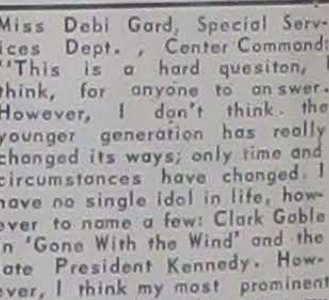 Miss Debi Gard, Special Serv-
ices Dept. , Center Command:
"This is a hard quesiton, I
think, for anyone to answer.
However, I don't think. the
younger generation has really
changed its ways; only time and
circumstances have changed. I
have no single idol in life, how-
ever to name a few: Clark Gable
in 'Gone With the Wind' and the
late President Kennedy. How-
ever, I think my most prominent